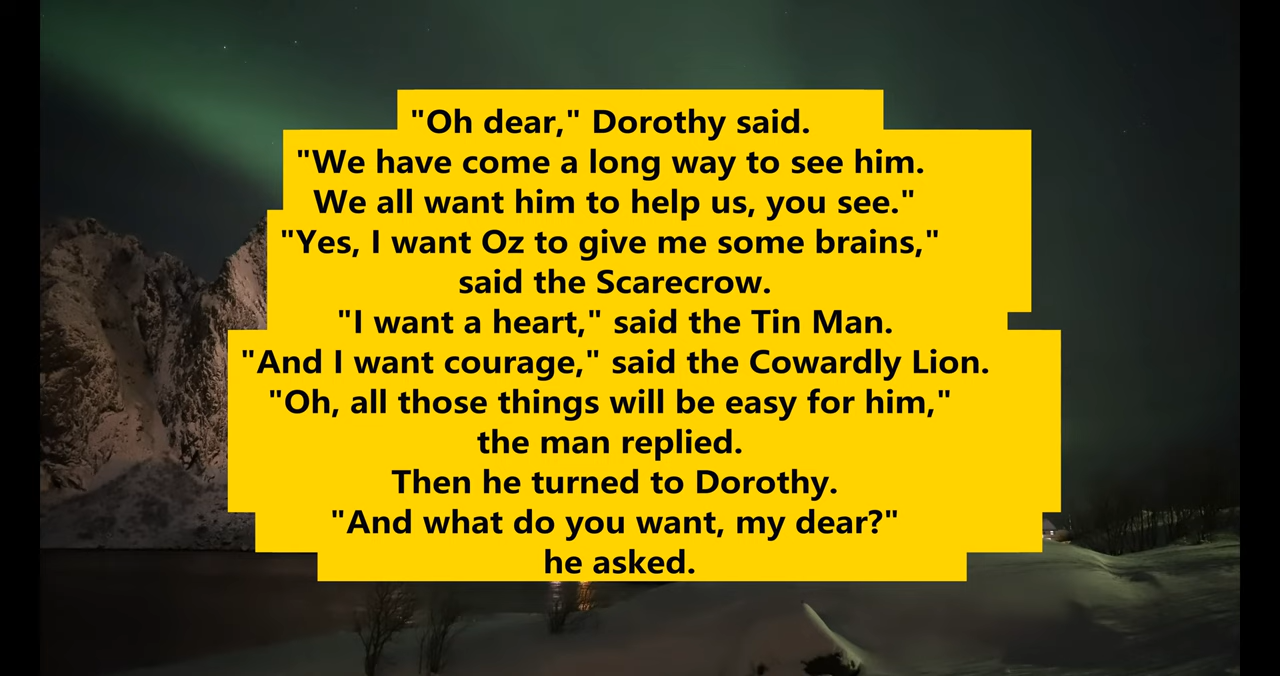 "Oh dear," Dorothy said.
"We have come a long way to see him.
We all want him to help us, you see."
"Yes, I want Oz to give me some brains,"
said the Scarecrow.
"I want a heart," said the Tin Man.
"And I want courage," said the Cowardly Lion.
"Oh, all those things will be easy for him,"
the man replied.
Then he turned to Dorothy.
"And what do you want, my dear?"
he asked.